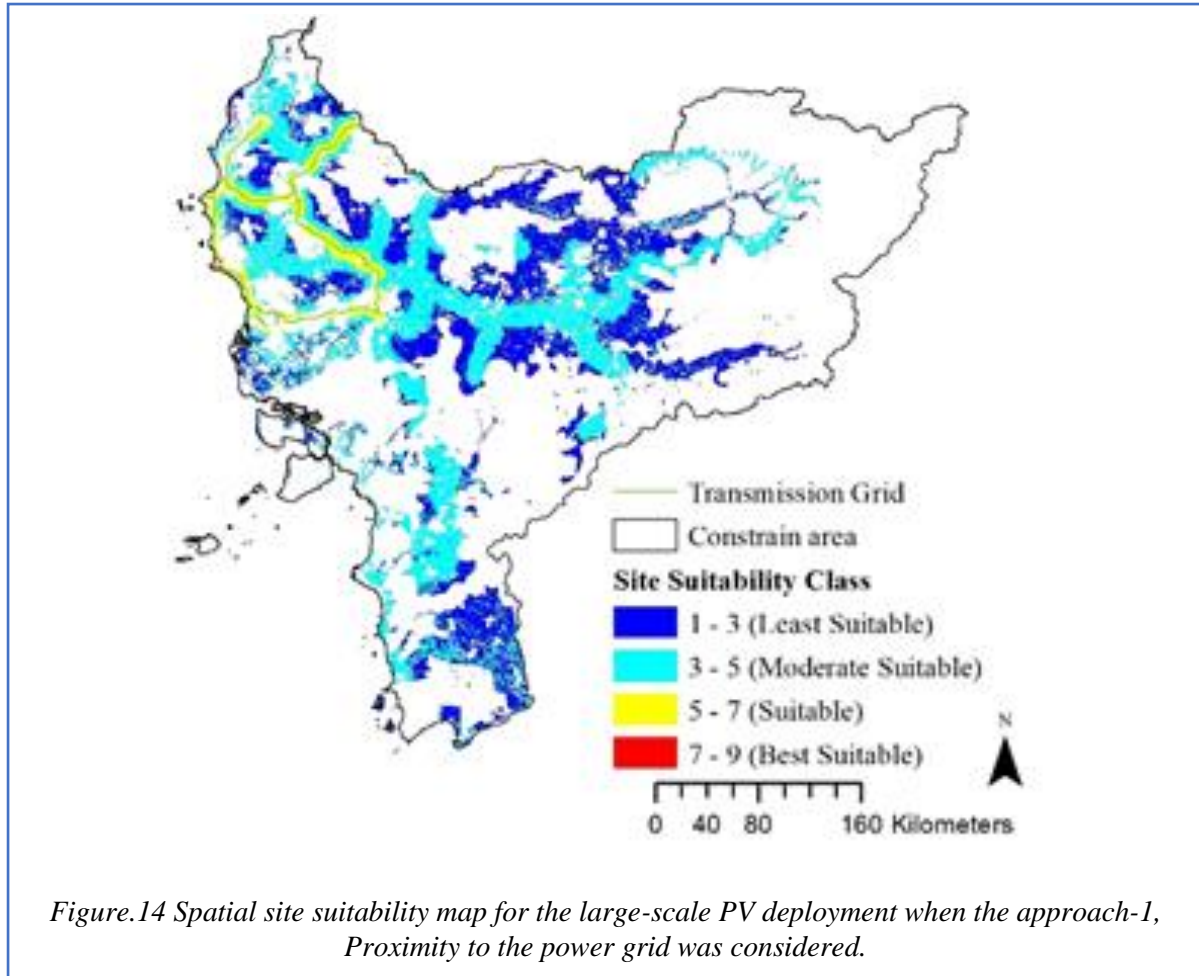 Transmission Grid
Constrain area
Site Suitability Class
1 - 3 (Least Suitable)
3 - 5 (Moderate Suitable)
5 - 7 (Suitable)
7 - 9 (Best Suitable)
N
0 40 80 160 Kilometers
Figure.14 Spatial site suitability map for the large-scale PV deployment when the approach-1,
Proximity to the power grid was considered.